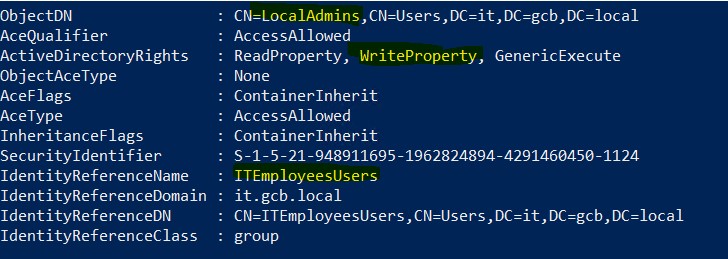 ObjectDN : CN=LocalAdmins,CN=Users,DC=it,DC=gcb,DC=local
AceQualifier : AccessAllowed
ActiveDirectoryRights : ReadProperty, WriteProperty, GenericExecute
ObjectAceType : None
AceFlags : ContainerInherit
AceType : AccessAllowed
InheritanceFlags : ContainerInherit
SecurityIdentifier : S-1-5-21-948911695-1962824894-4291460450-1124
IdentityReferenceName : ITEmployeesUsers
IdentityReferenceDomain : it.gcb.local
IdentityReferenceDN : CN=ITEmployeesUsers,CN=Users,DC=it,DC=gcb,DC=local
IdentityReferenceClass : group